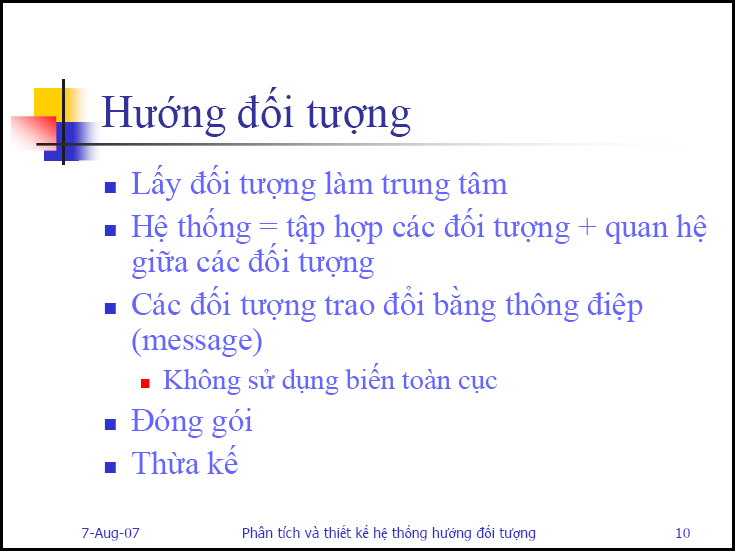 Hướng đối tượng
Lấy đối tượng làm trung tâm
Hệ thống = tập hợp các đối tượng + quan hệ
giữa các đối tượng
Các đối tượng trao đổi bằng thông điệp
(message)
Không sử dụng biến toàn cục
Đóng gói
Thừa kế
7-Aug-07 Phân tích và thiết kế hệ thống hướng đối tượng 10